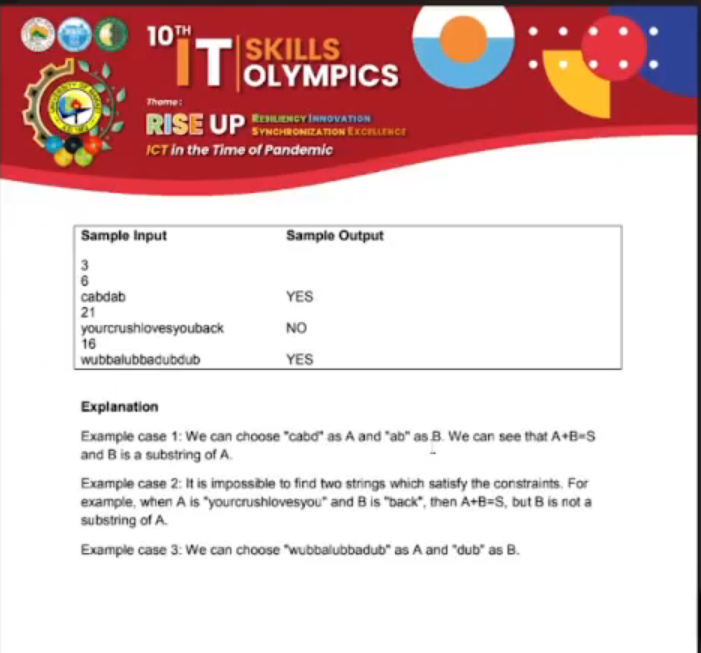 10TH
IT SKILLS
OLYMPICS
Theme:
RISE UP RESILIENCY INNOVATION
SYNCHRONIZATION EXCELLENCE
ICT in the Time of Pandemic
Sample Input Sample Output
3
6
cabdab YES
21
yourcrushlovesyouback NO
16
wubbalubbadubdub YES
Explanation
Example case 1: We can choose "cabd" as A and "ab" as B. We can see that A+B=S
and B is a substring of A.
Example case 2: It is impossible to find two strings which satisfy the constraints. For
example, when A is "yourcrushlovesyou" and B is "back", then A+B=S, but B is not a
substring of A.
Example case 3: We can choose "wubbalubbadub" as A and "dub" as B.